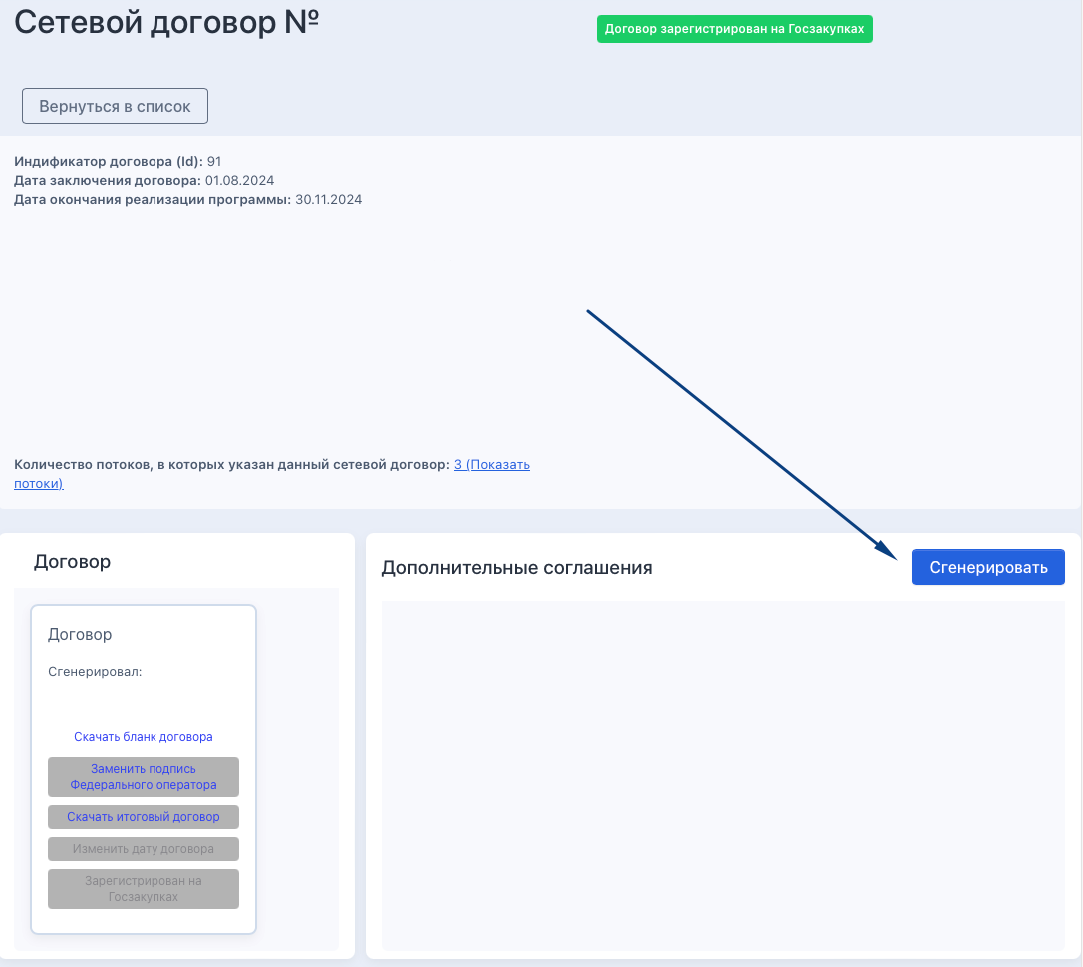 Сетевой договор №
Договор зарегистрирован на Госзакупках
Вернуться в список
Индификатор договора (Id): 91
Дата заключения договора: 01.08.2024
Дата окончания реализации программы: 30.11.2024
Количество потоков, в которых указан данный сетевой договор: 3 (Показать
потоки)
Договор
Дополнительные соглашения
Сгенерировать
Договор
Сгенерировал:
Скачать бланк договора
Заменить подпись
Федерального оператора
Скачать итоговый договор
Изменить дату договора
Зарегистрирован на
Госзакупках